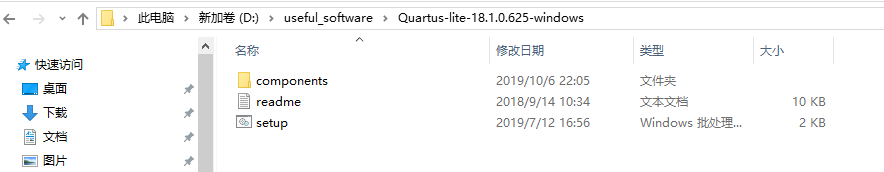 此电脑 新加卷 (D:) useful_software Quartus-lite-18.1.0.625-windows
名称 修改日期 类型 大小
快速访问
桌面
下载
文档
图片
components 2019/10/6 22:05 文件夹
readme 2018/9/14 10:34 文本文档 10 KB
setup 2019/7/12 16:56 Windows 批处理... 2 KB